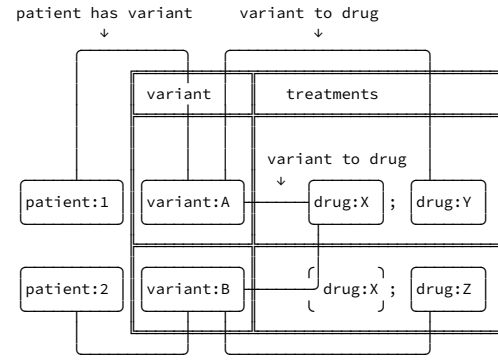 patient has variant variant to drug
↓ ↓
variant treatments
variant to drug
↓
patient:1 variant:A drug:X ; drug:Y
patient:2 variant:B drug:X ; drug:Z